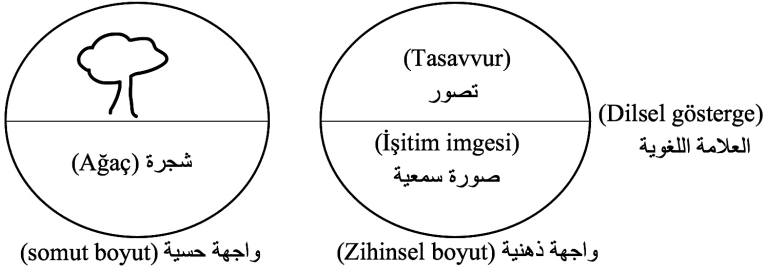 (Ağaç) شجرة
(somut boyut) واجهة حسية
(Tasavvur)
تصور
(İşitim imgesi)
صورة سمعية
(Zihinsel boyut) واجهة ذهنية
(Dilsel gösterge)
العلامة اللغوية